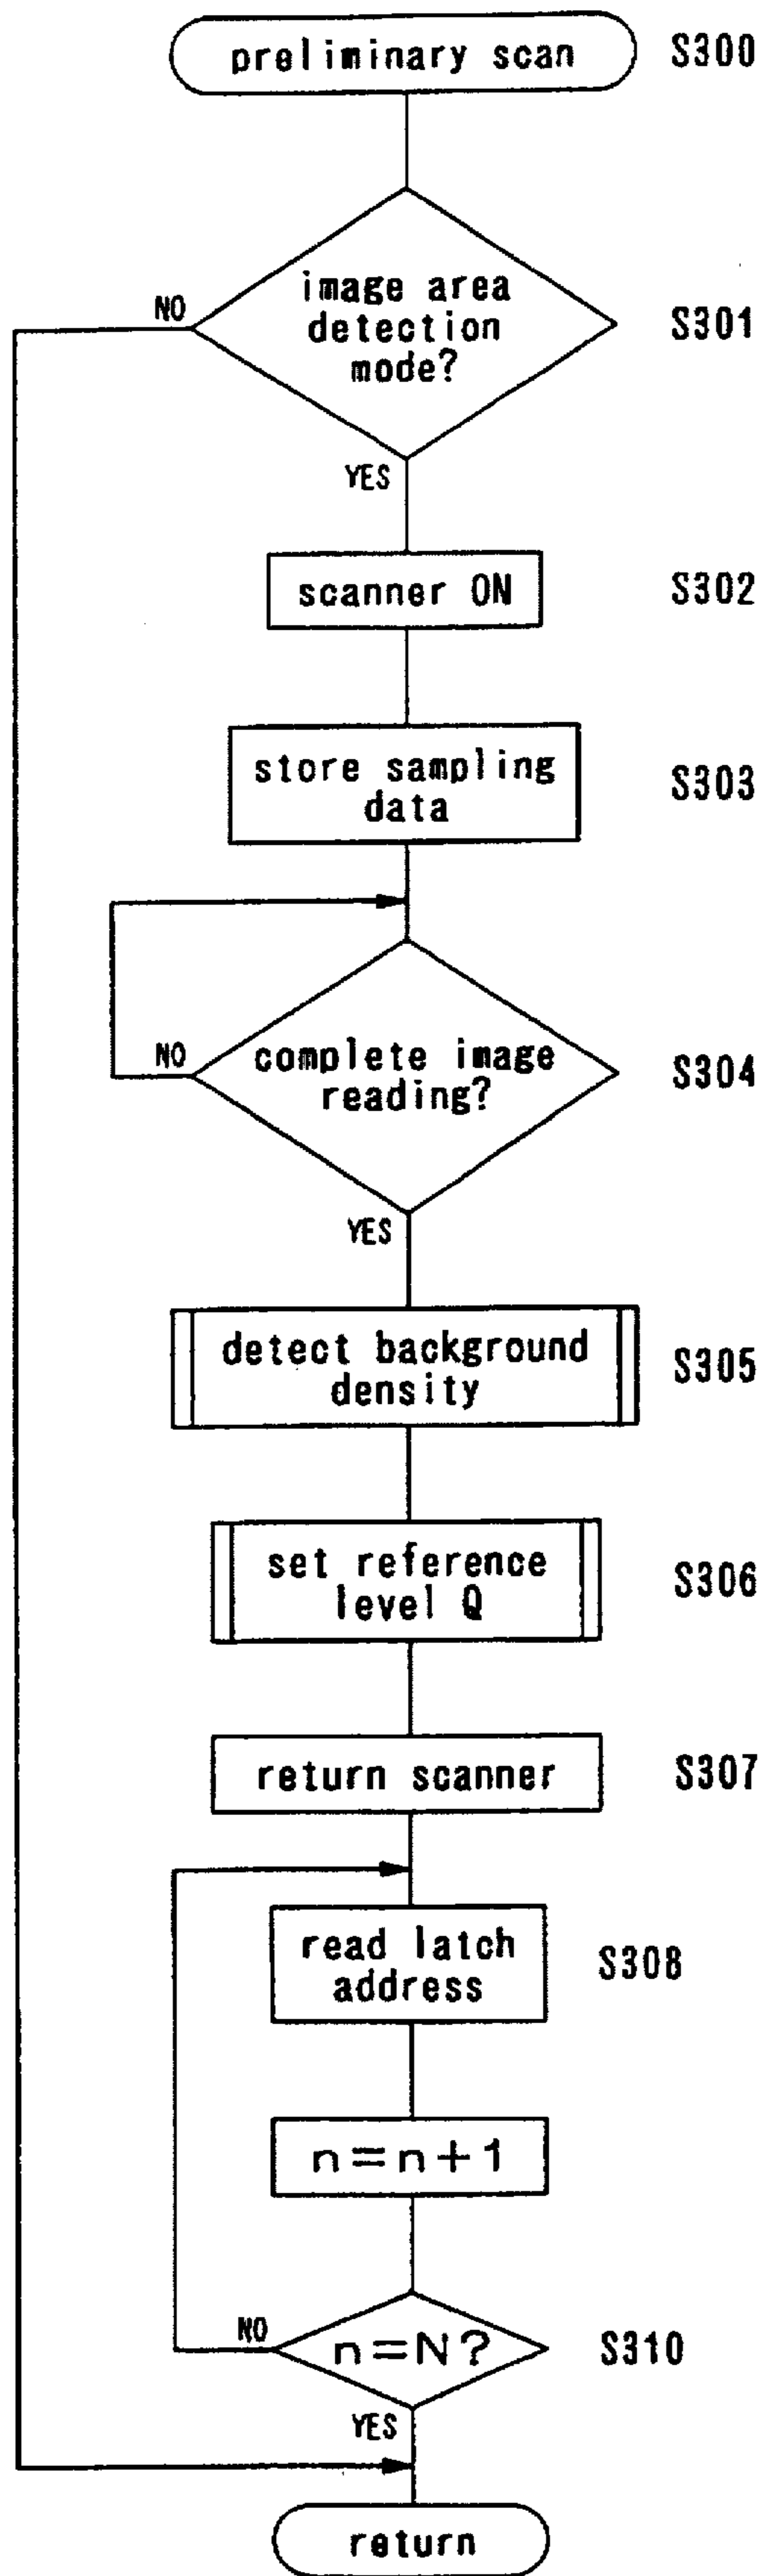 preliminary scan S300
image area
detection
mode?
S301
NO
YES
scanner ON S302
store sampling
data
S303
complete image
reading?
S304
NO
YES
detect background
density
S305
set reference
level Q
S306
return scanner S307
read latch
address
S308
n=n+1
n=N? S310
NO
YES
return